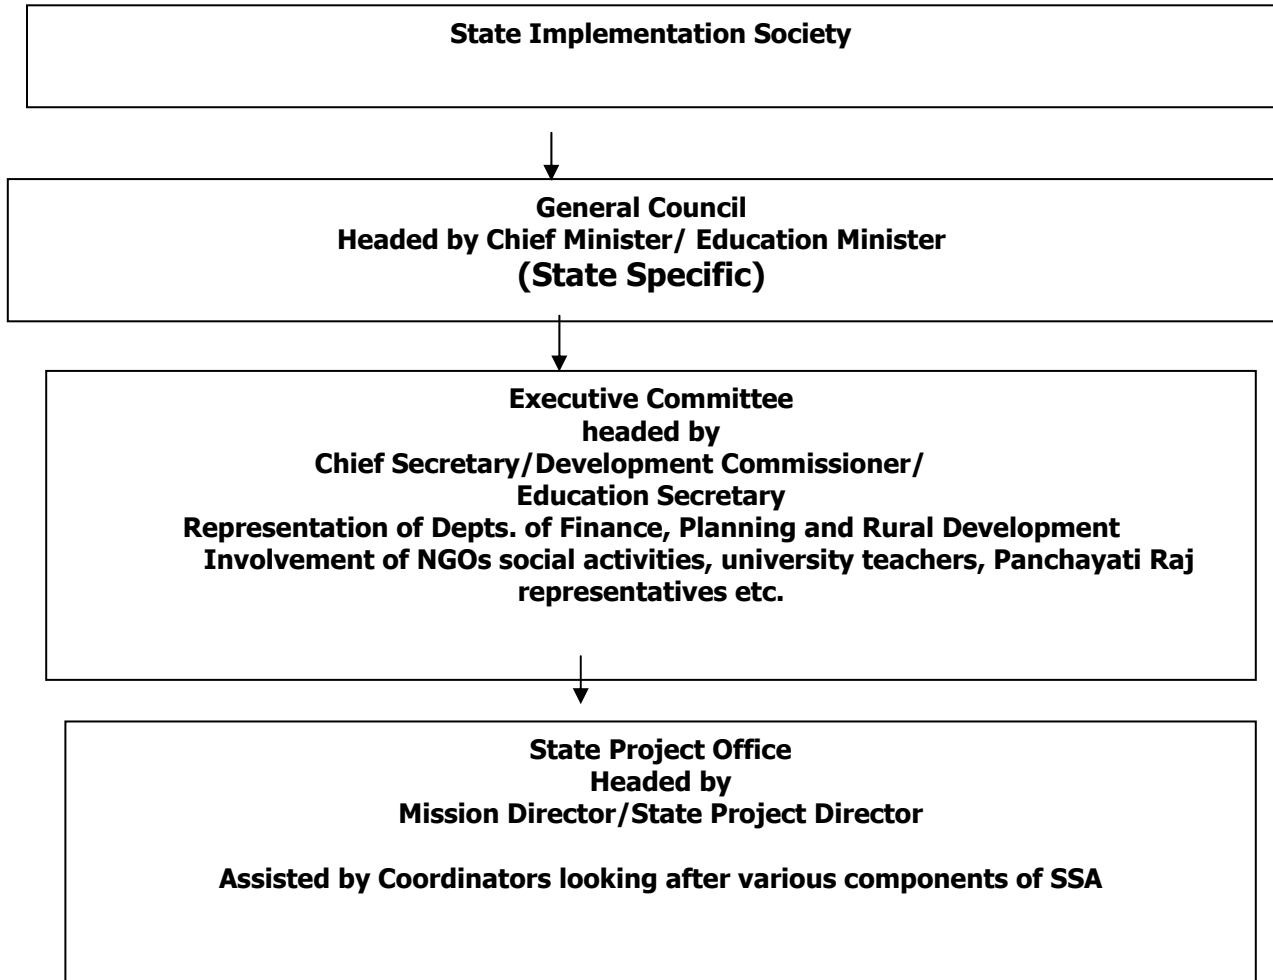 State Implementation Society
General Council
Headed by Chief Minister/ Education Minister
(State Specific)
Executive Committee
headed by
Chief Secretary/Development Commissioner/
Education Secretary
Representation of Depts. of Finance, Planning and Rural Development
Involvement of NGOs social activities, university teachers, Panchayati Raj
representatives etc.
State Project Office
Headed by
Mission Director/State Project Director
Assisted by Coordinators looking after various components of SSA